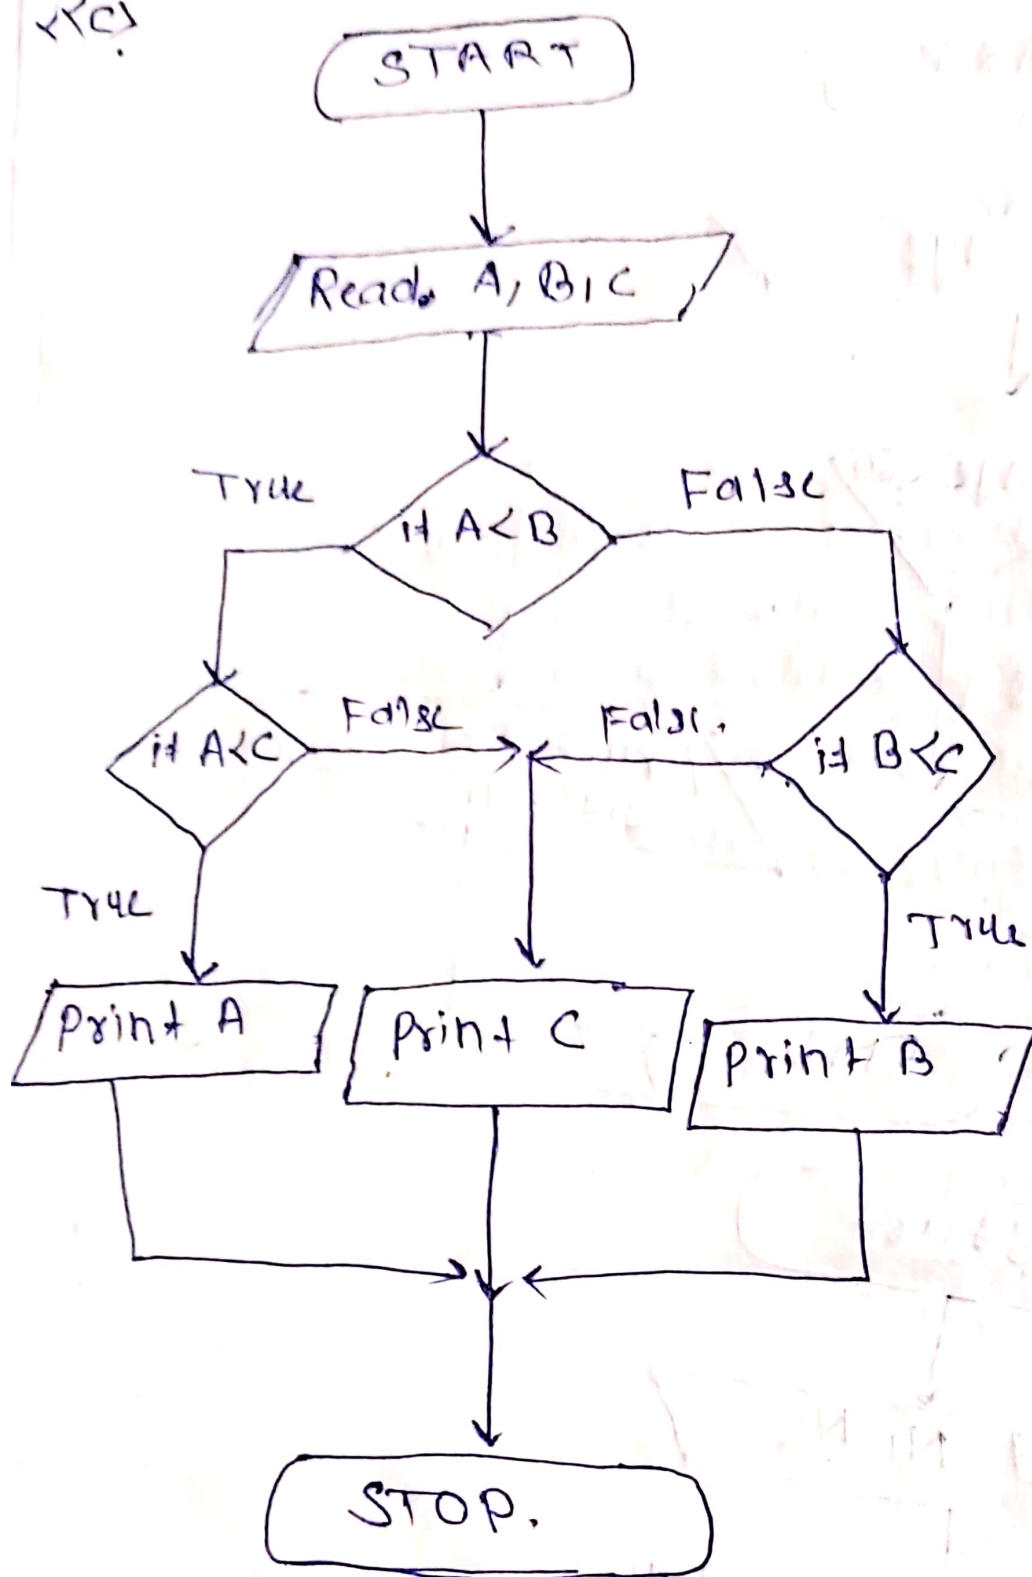 START
Read A, B, C
True
False
if A<B
False
False.
if A<C
if B<C
True
True
Print A
Print C
Print B
STOP.